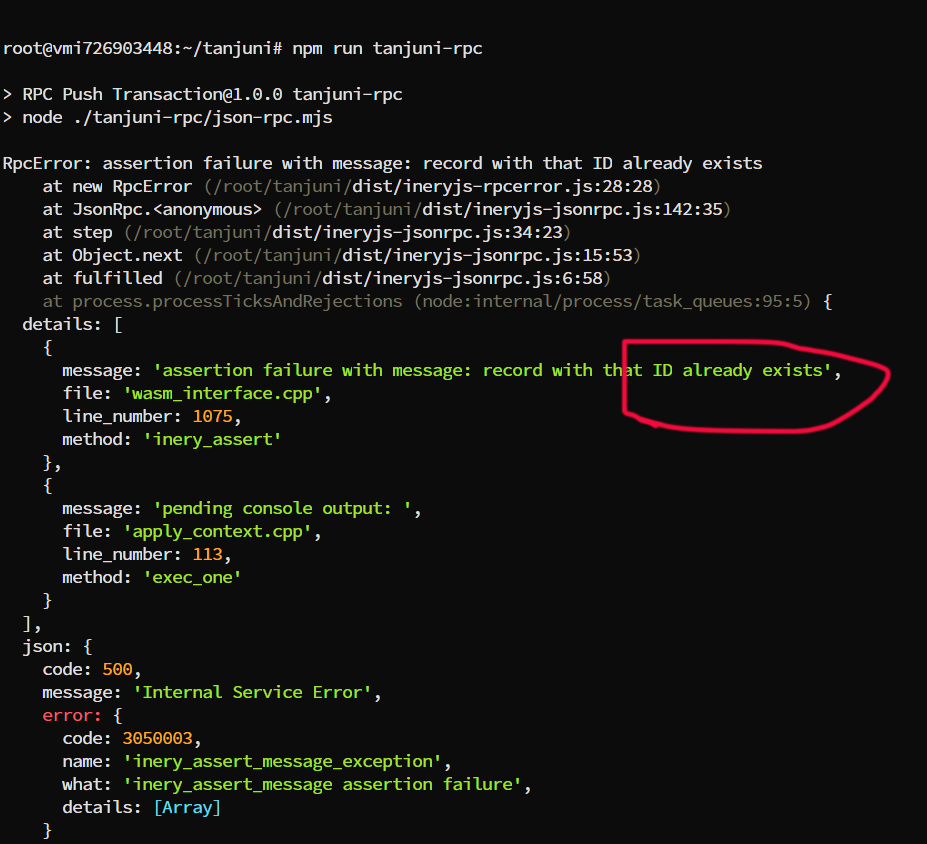 root@vmi726903448:~/tanjuni# npm run tanjuni-rpc
> RPC Push Transaction@1.0.0 tanjuni-rpc
> node ./tanjuni-rpc/json-rpc.mjs
RpcError: assertion failure with message: record with that ID already exists
    at new RpcError (/root/tanjuni/dist/ineryjs-rpcerror.js:28:28)
    at JsonRpc.<anonymous> (/root/tanjuni/dist/ineryjs-jsonrpc.js:142:35)
    at step (/root/tanjuni/dist/ineryjs-jsonrpc.js:34:23)
    at Object.next (/root/tanjuni/dist/ineryjs-jsonrpc.js:15:53)
    at fulfilled (/root/tanjuni/dist/ineryjs-jsonrpc.js:6:58)
    at process.processTicksAndRejections (node:internal/process/task_queues:95:5) {
  details: [
    {
      message: 'assertion failure with message: record with that ID already exists',
      file: 'wasm_interface.cpp',
      line_number: 1075,
      method: 'inery_assert'
    },
    {
      message: 'pending console output: ',
      file: 'apply_context.cpp',
      line_number: 113,
      method: 'exec_one'
    }
  ],
  json: {
    code: 500,
    message: 'Internal Service Error',
    error: {
      code: 3050003,
      name: 'inery_assert_message_exception',
      what: 'inery_assert_message assertion failure',
      details: [Array]
    }